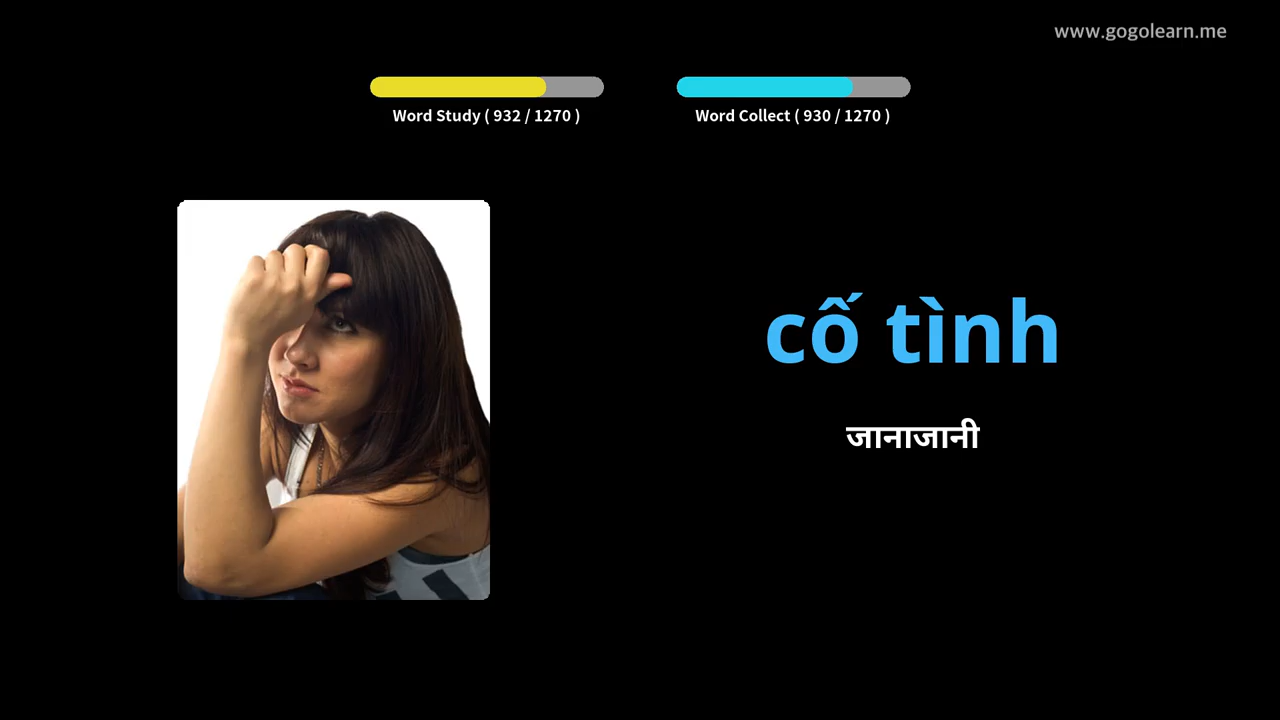 www.gogolearn.me
Word Study ( 932 / 1270 )
Word Collect ( 930 / 1270 )
cố tình
जानाजानी